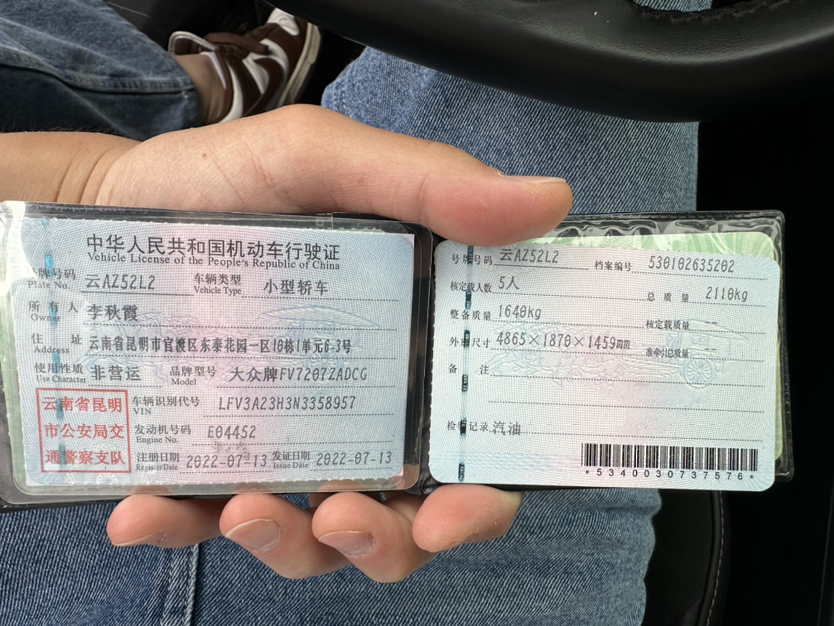 中华人民共和国机动车行驶证
Vehicle License of the People's Republic of China
号牌号码 云AZ52L2 车辆类型 小型轿车
Plate No. Vehicle Type
所有人 李秋霞
Owner
住址 云南省昆明市官渡区东泰花园一区10栋1单元6-3号
Address
使用性质 非营运 品牌型号 大众牌FV7207ZADCG
Use Character Model
云南省昆明
市公安局交
通警察支队
车辆识别代号 LFV3A23H3N3358957
VIN
发动机号码 E04452
Engine No.
注册日期 2022-07-13 发证日期 2022-07-13
Register Date Issue Date
号牌号码 云AZ52L2 档案编号 530102635202
核定载人数 5人 总质量 2110kg
整备质量 1640kg 核定载质量 --
外廓尺寸 4865×1870×1459mm 准牵引总质量 --
备注
检验记录 汽油
*5340030737576*